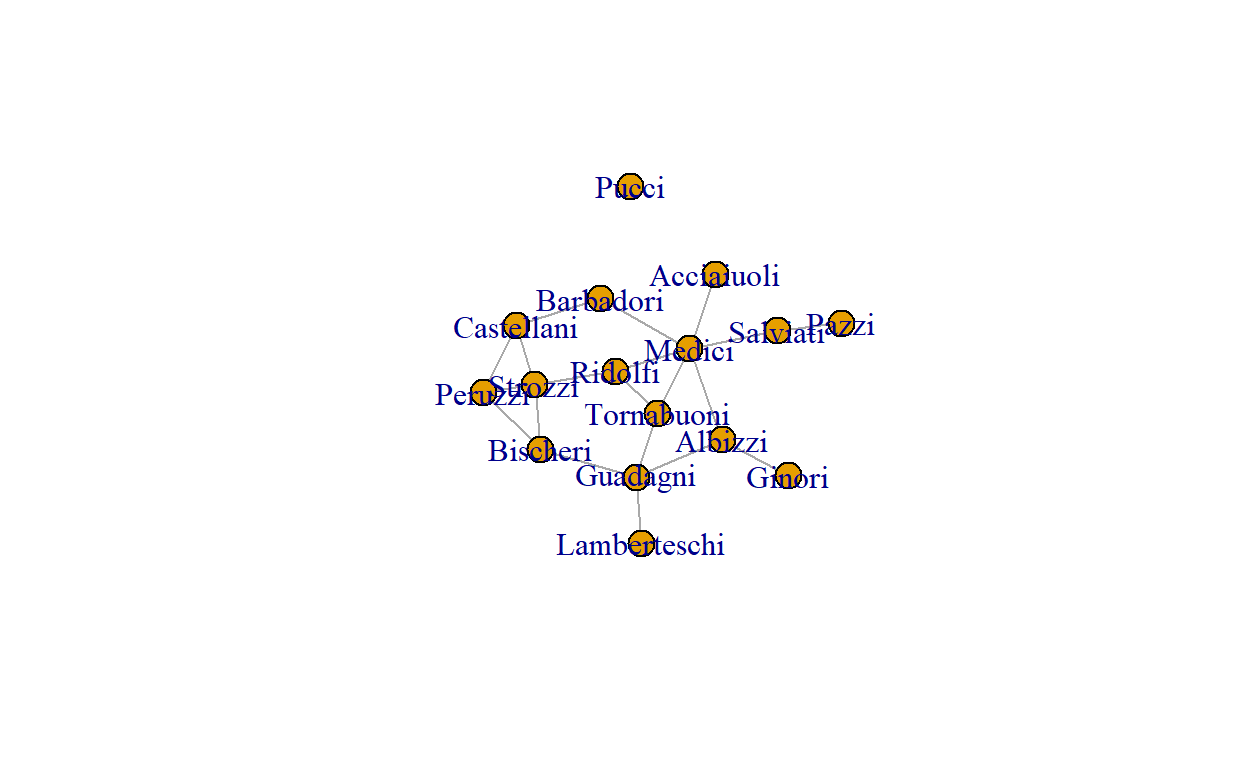 Pucci
Acciaiuoli
Barbadori
Castellani
Salviati
Pazzi
Medici
Ridolfi
Strozzi
Peruzzi
Tornabuoni
Albizzi
Bischeri
Guadagni
Ginori
Lamberteschi